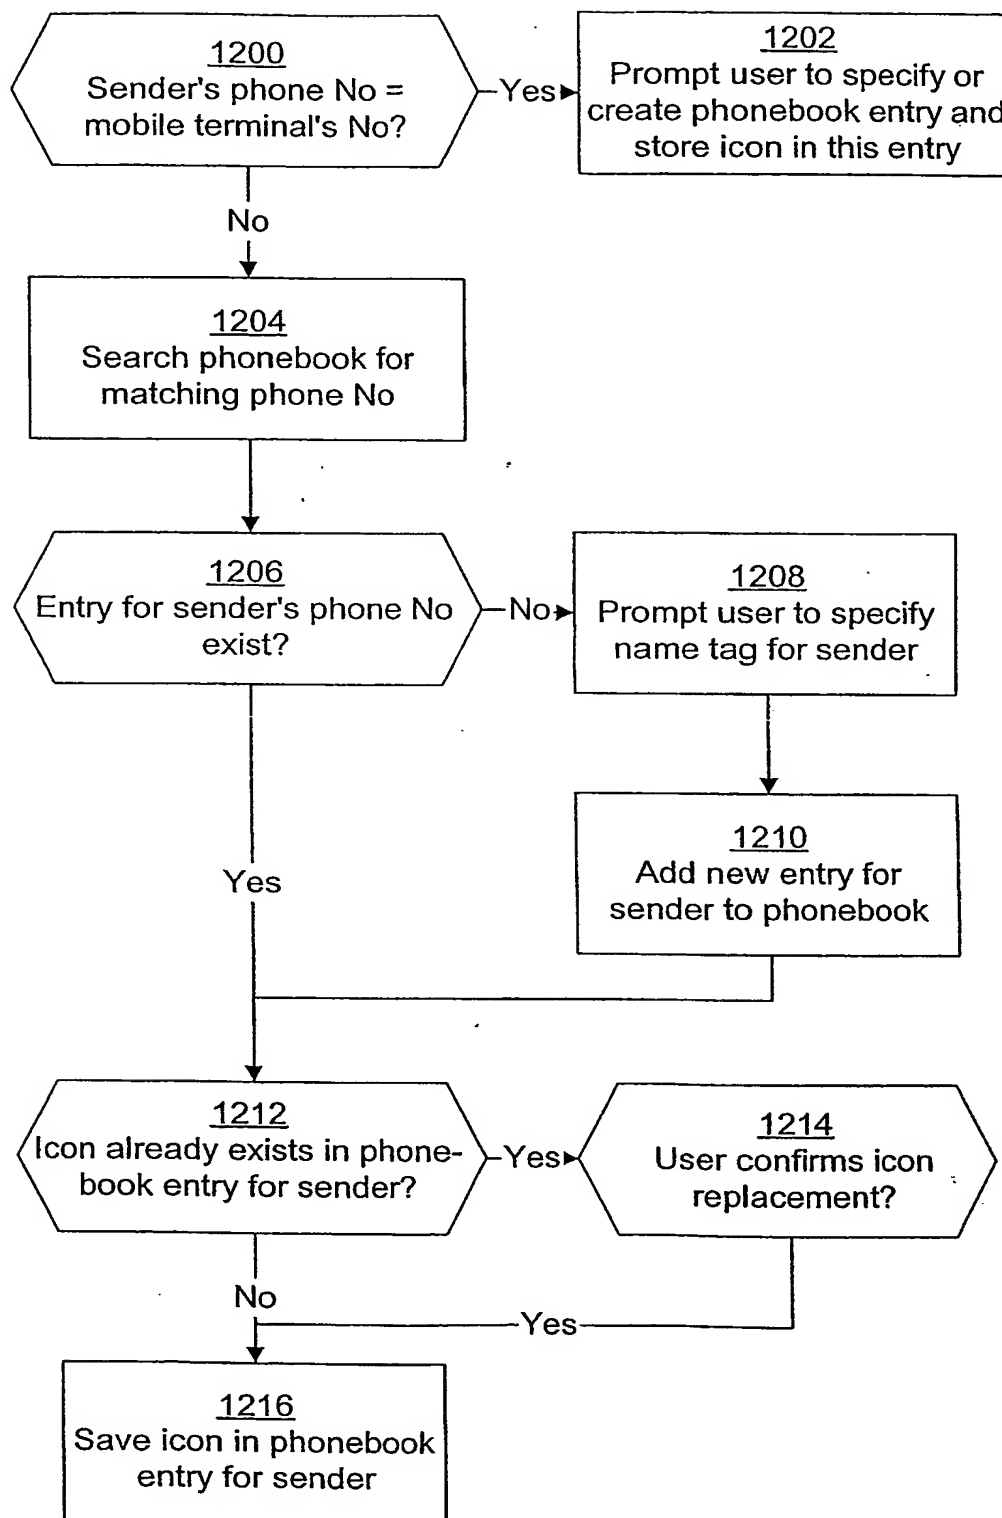 1200
Sender's phone No =
mobile terminal's No?
Yes
1202
Prompt user to specify or
create phonebook entry and
store icon in this entry
No
1204
Search phonebook for
matching phone No
1206
Entry for sender's phone No
exist?
No
1208
Prompt user to specify
name tag for sender
Yes
1210
Add new entry for
sender to phonebook
1212
Icon already exists in phone-
book entry for sender?
Yes
1214
User confirms icon
replacement?
No
Yes
1216
Save icon in phonebook
entry for sender